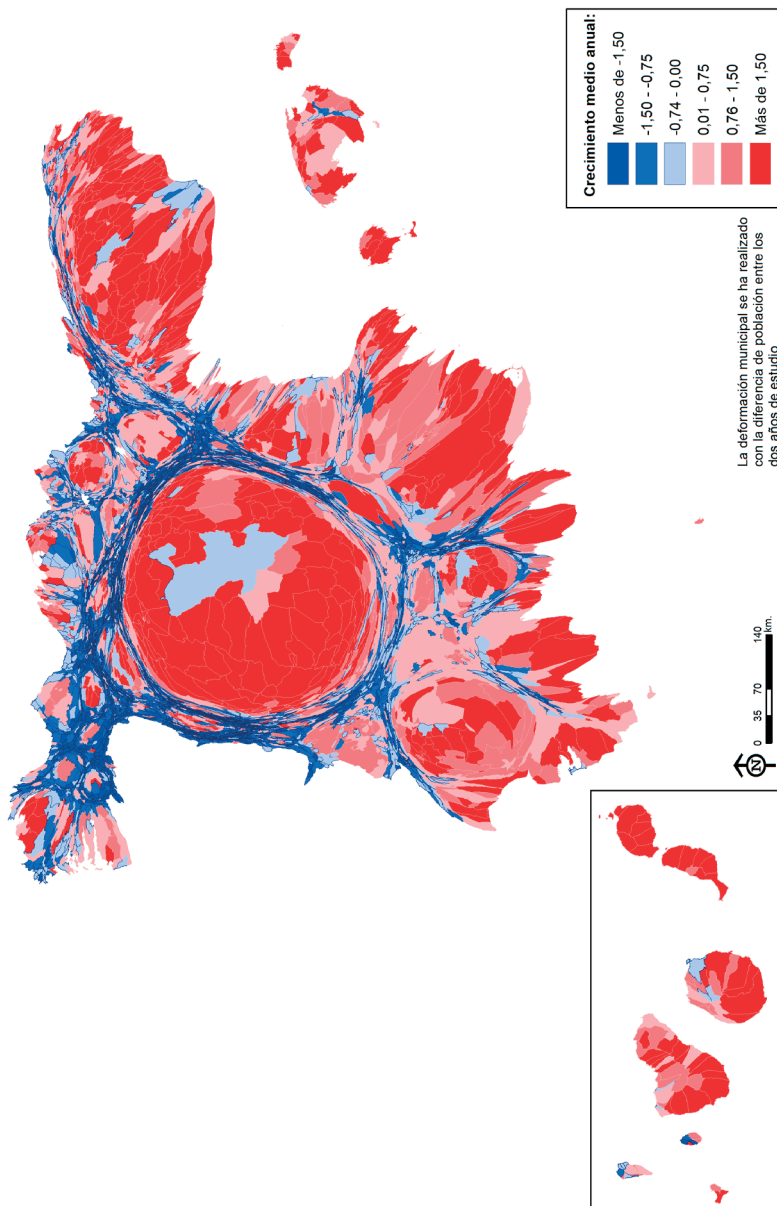 Crecimiento medio anual:
Menos de -1,50
-1,50 - -0,75
-0,74 - 0,00
0,01 - 0,75
0,76 - 1,50
Más de 1,50
La deformación municipal se ha realizado
con la diferencia de población entre los
dos años de estudio
N
0 35 70 140
km.